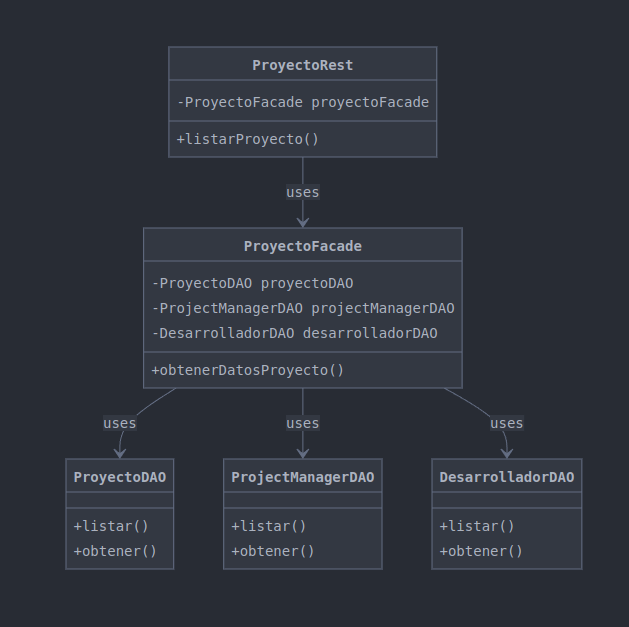 ProyectoRest
-ProyectoFacade proyectoFacade
+listarProyecto()
uses
ProyectoFacade
-ProyectoDAO proyectoDAO
-ProjectManagerDAO projectManagerDAO
-DesarrolladorDAO desarrolladorDAO
+obtenerDatosProyecto()
uses
uses
uses
ProyectoDAO
+listar()
+obtener()
ProjectManagerDAO
+listar()
+obtener()
DesarrolladorDAO
+listar()
+obtener()